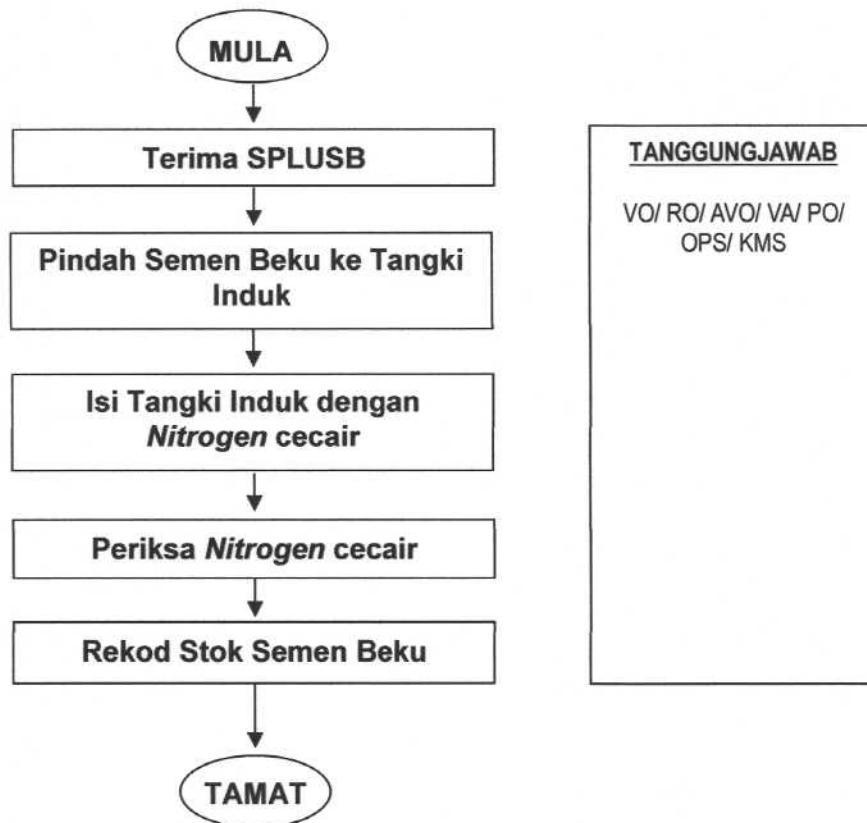 MULA
Terima SPLUSB
Pindah Semen Beku ke Tangki
Induk
Isi Tangki Induk dengan
Nitrogen cecair
Periksa Nitrogen cecair
Rekod Stok Semen Beku
TAMAT
TANGGUNGJAWAB
VO/ RO/ AVO/ VA/ PO/
OPS/ KMS